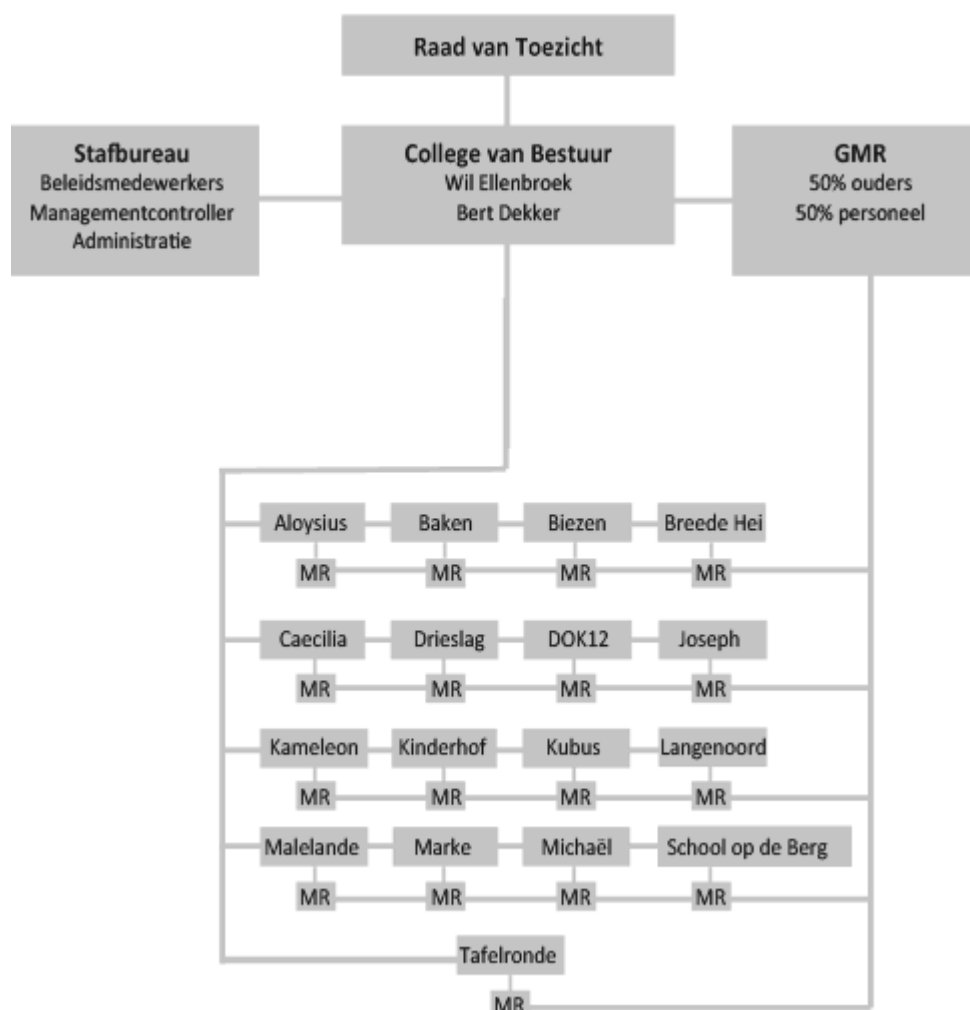 Raad van Toezicht
Stafbureau
Beleidsmedewerkers
Managementcontroller
Administratie
College van Bestuur
Wil Ellenbroek
Bert Dekker
GMR
50% ouders
50% personeel
Aloysius Baken Biezen Breede Hei
MR MR MR MR
Caecilia Drieslag DOK12 Joseph
MR MR MR MR
Kameleon Kinderhof Kubus Langenoord
MR MR MR MR
Malelande Marke Michaël School op de Berg
MR MR MR MR
Tafelronde
MR